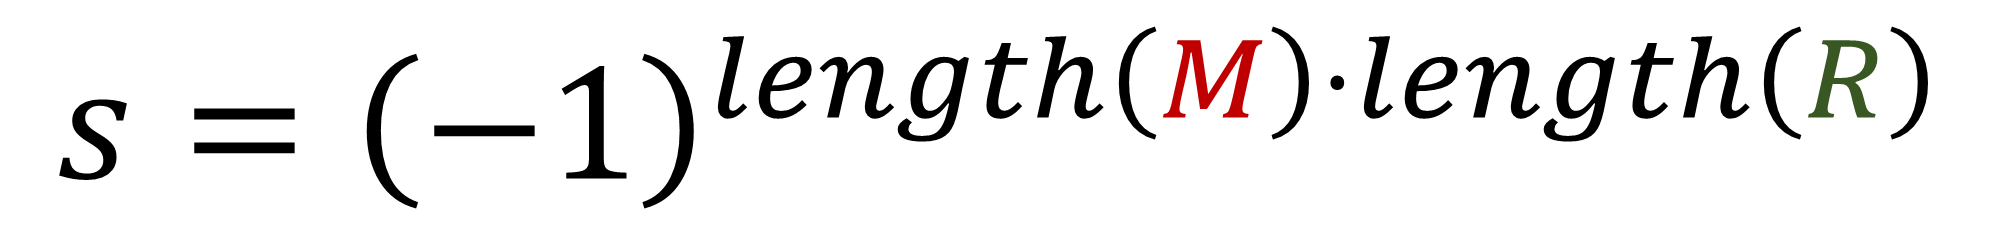 s = (−1)^{length(M)·length(R)}